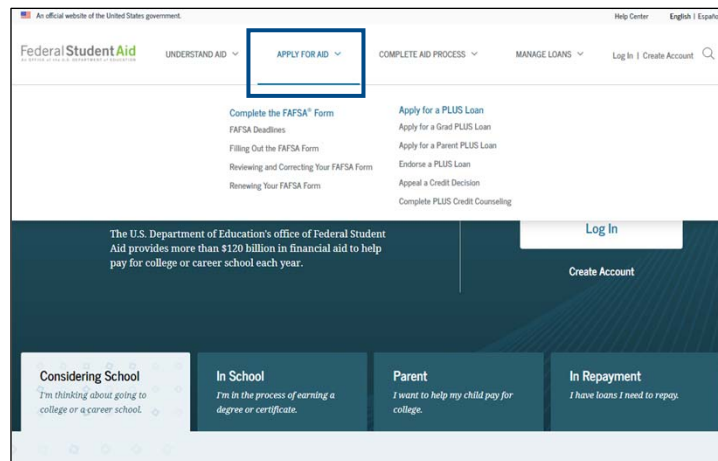 An official website of the United States government.
Help Center English | Españo
Federal Student Aid
AN OFFICE OF THE U.S. DEPARTMENT OF EDUCATION
UNDERSTAND AID
APPLY FOR AID
COMPLETE AID PROCESS
MANAGE LOANS
Log In | Create Account
Complete the FAFSA® Form
FAFSA Deadlines
Filling Out the FAFSA Form
Reviewing and Correcting Your FAFSA Form
Renewing Your FAFSA Form
Apply for a PLUS Loan
Apply for a Grad PLUS Loan
Apply for a Parent PLUS Loan
Endorse a PLUS Loan
Appeal a Credit Decision
Complete PLUS Credit Counseling
The U.S. Department of Education's office of Federal Student
Aid provides more than $120 billion in financial aid to help
pay for college or career school each year.
Log In
Create Account
Considering School
I'm thinking about going to
college or a career school.
In School
I'm in the process of earning a
degree or certificate.
Parent
I want to help my child pay for
college.
In Repayment
I have loans I need to repay.